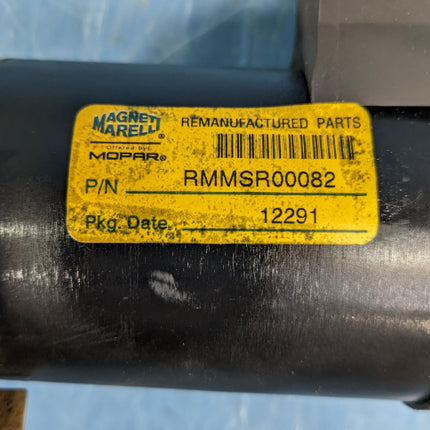 MAGNETI
MARELLI®
REMANUFACTURED PARTS
Offered by
MOPAR®
P/N RMMSR00082
Pkg. Date 12291